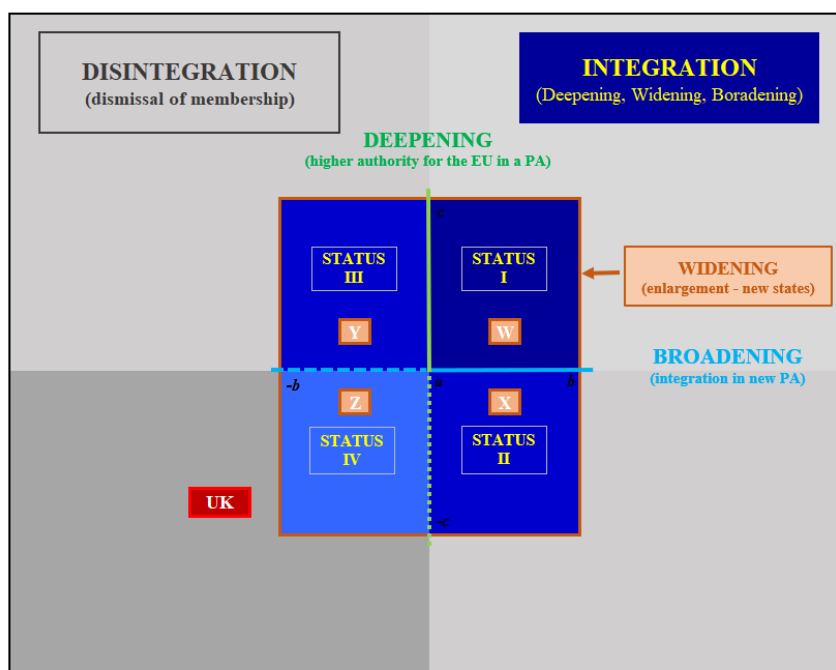 DISINTEGRATION
(dismissal of membership)
INTEGRATION
(Deepening, Widening, Boradening)
DEEPENING
(higher authority for the EU in a PA)
c
STATUS
III
STATUS
I
WIDENING
(enlargement - new states)
Y
W
BROADENING
(integration in new PA)
-b
a
b
Z
X
STATUS
IV
STATUS
II
UK
-c